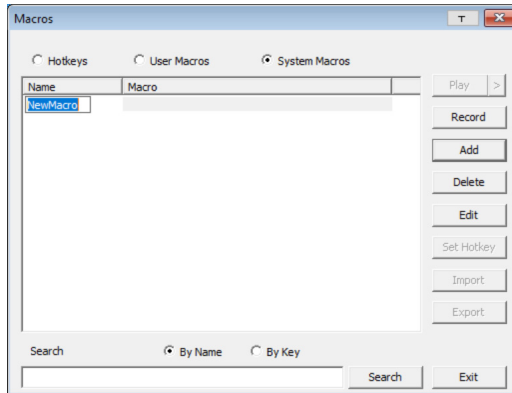 Macros
Hotkeys User Macros System Macros
Name Macro Play >
NewMacro
Record
Add
Delete
Edit
Set Hotkey
Import
Export
Search By Name By Key
Search Exit